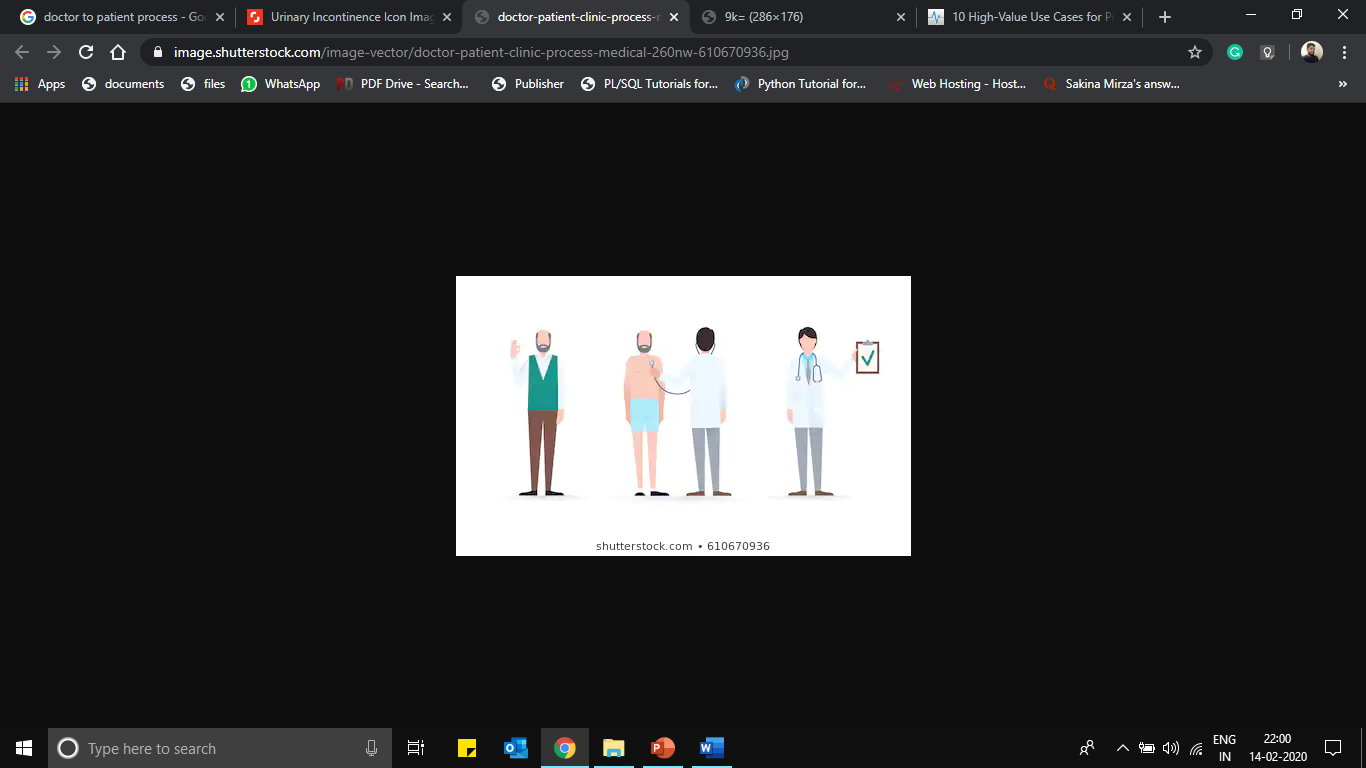 doctor to patient process - Go
Urinary Incontinence Icon Imag
doctor-patient-clinic-process-
9k= (286×176)
10 High-Value Use Cases for P
image.shutterstock.com/image-vector/doctor-patient-clinic-process-medical-260nw-610670936.jpg
Apps
documents
files
WhatsApp
PDF Drive - Search...
Publisher
PL/SQL Tutorials for...
Python Tutorial for...
Web Hosting - Host...
Sakina Mirza's answ...
shutterstock.com • 610670936
Type here to search
ENG
IN
22:00
14-02-2020